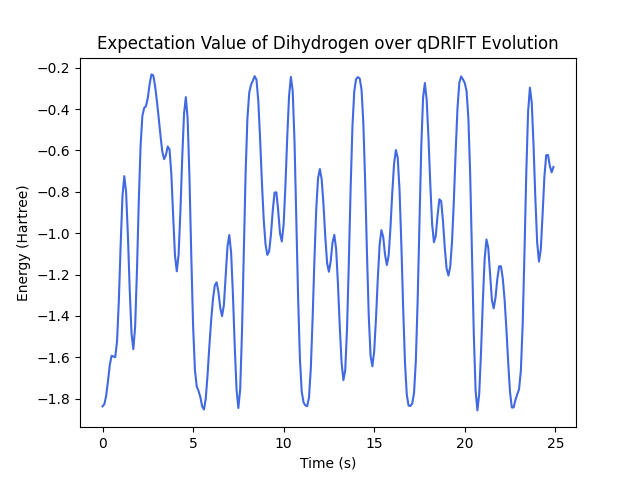 Expectation Value of Dihydrogen over qDRIFT Evolution
Energy (Hartree)
−0.2
−0.4
−0.6
−0.8
−1.0
−1.2
−1.4
−1.6
−1.8
0 5 10 15 20 25
Time (s)